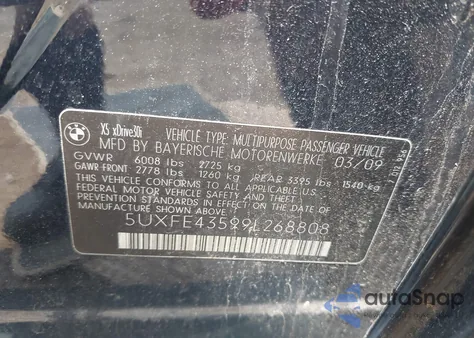 BMW
X5 xDrive30i
VEHICLE TYPE: MULTIPURPOSE PASSENGER VEHICLE
MFD BY BAYERISCHE MOTORENWERKE 03/09
GVWR 6008 lbs 2725 kg
GAWR FRONT 2778 lbs 1260 kg /REAR 3395 lbs 1540 kg
THIS VEHICLE CONFORMS TO ALL APPLICABLE U.S.
FEDERAL MOTOR VEHICLE SAFETY AND THEFT
PREVENTION STANDARDS IN EFFECT ON THE DATE
OF MANUFACTURE SHOWN ABOVE.
5UXFE43599L268808
autoSnap